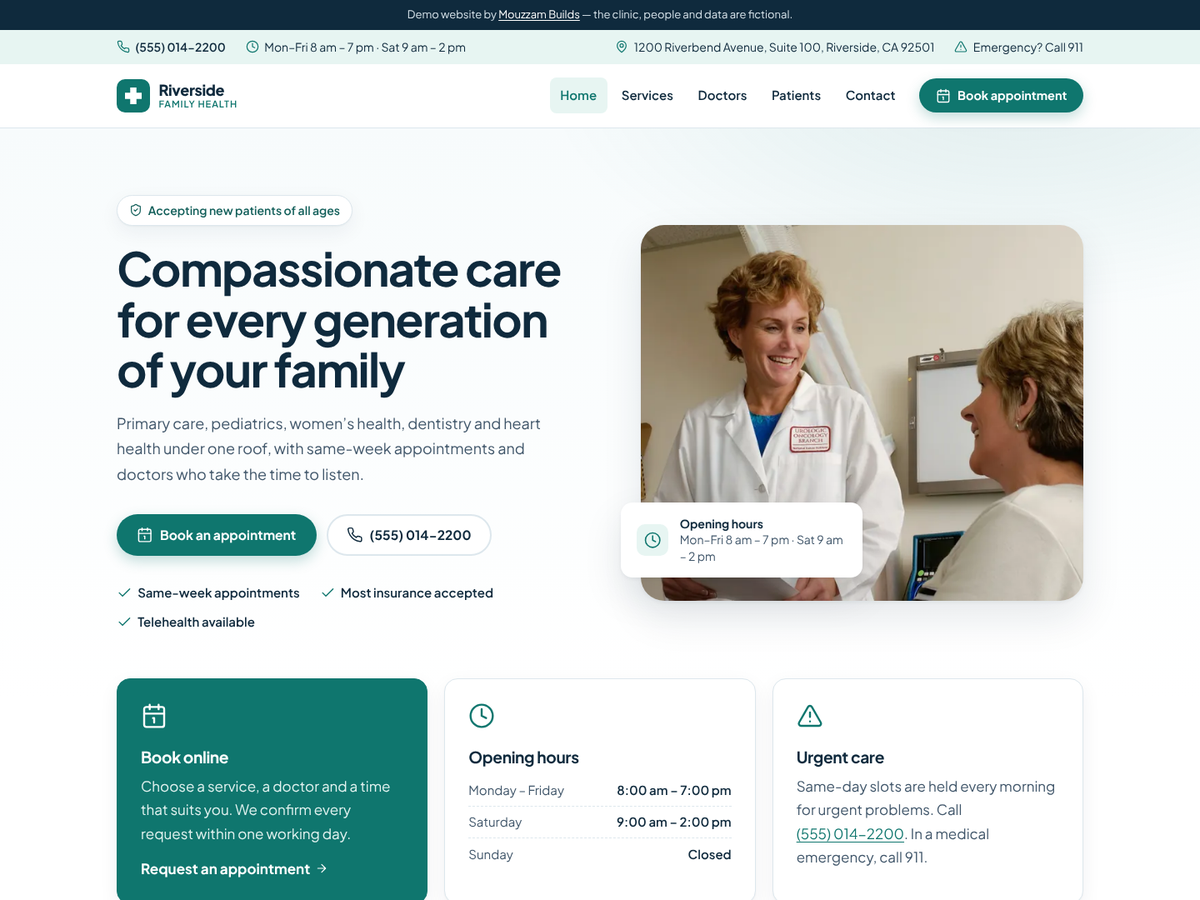 Demo website by Mouzzam Builds — the clinic, people and data are fictional.
(555) 014-2200
Mon–Fri 8 am – 7 pm · Sat 9 am – 2 pm
1200 Riverbend Avenue, Suite 100, Riverside, CA 92501
Emergency? Call 911
Riverside
FAMILY HEALTH
Home
Services
Doctors
Patients
Contact
Book appointment
Accepting new patients of all ages
Compassionate care
for every generation
of your family
Primary care, pediatrics, women's health, dentistry and heart
health under one roof, with same-week appointments and
doctors who take the time to listen.
Book an appointment
(555) 014-2200
Same-week appointments
Most insurance accepted
Telehealth available
UROLOGIC
ONCOLOGY
BRANCH
Opening hours
Mon–Fri 8 am – 7 pm · Sat 9 am
– 2 pm
Book online
Choose a service, a doctor and a time
that suits you. We confirm every
request within one working day.
Request an appointment →
Opening hours
Monday – Friday 8:00 am – 7:00 pm
Saturday 9:00 am – 2:00 pm
Sunday Closed
Urgent care
Same-day slots are held every morning
for urgent problems. Call
(555) 014-2200. In a medical
emergency, call 911.